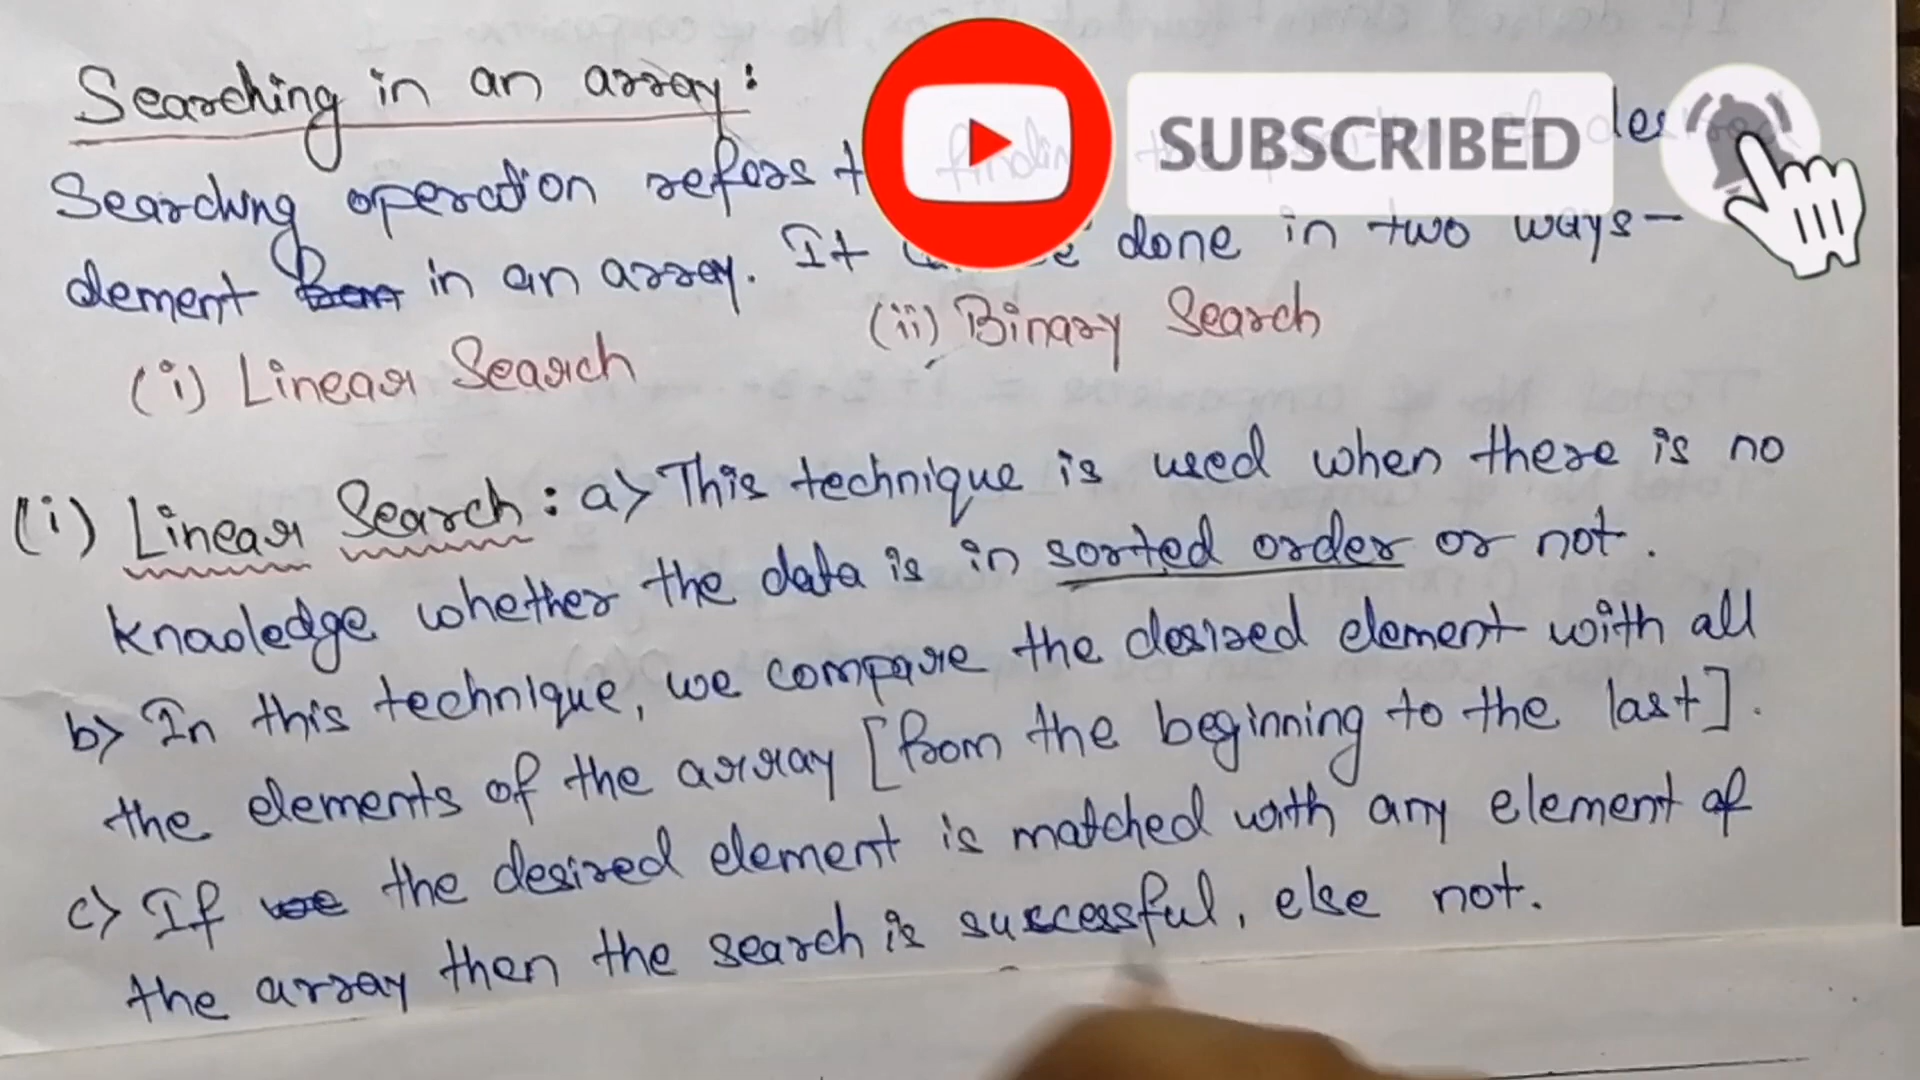 Searching in an array:
SUBSCRIBED
Searching operation refers
element in an array. It done in two ways-
(i) Linear Search (ii) Binary Search
(i) Linear Search: a> This technique is used when there is no
knowledge whether the data is in sorted order or not.
b> In this technique, we compare the desired element with all
the elements of the array [from the beginning to the last].
c> If the desired element is matched with any element of
the array then the search is successful, else not.